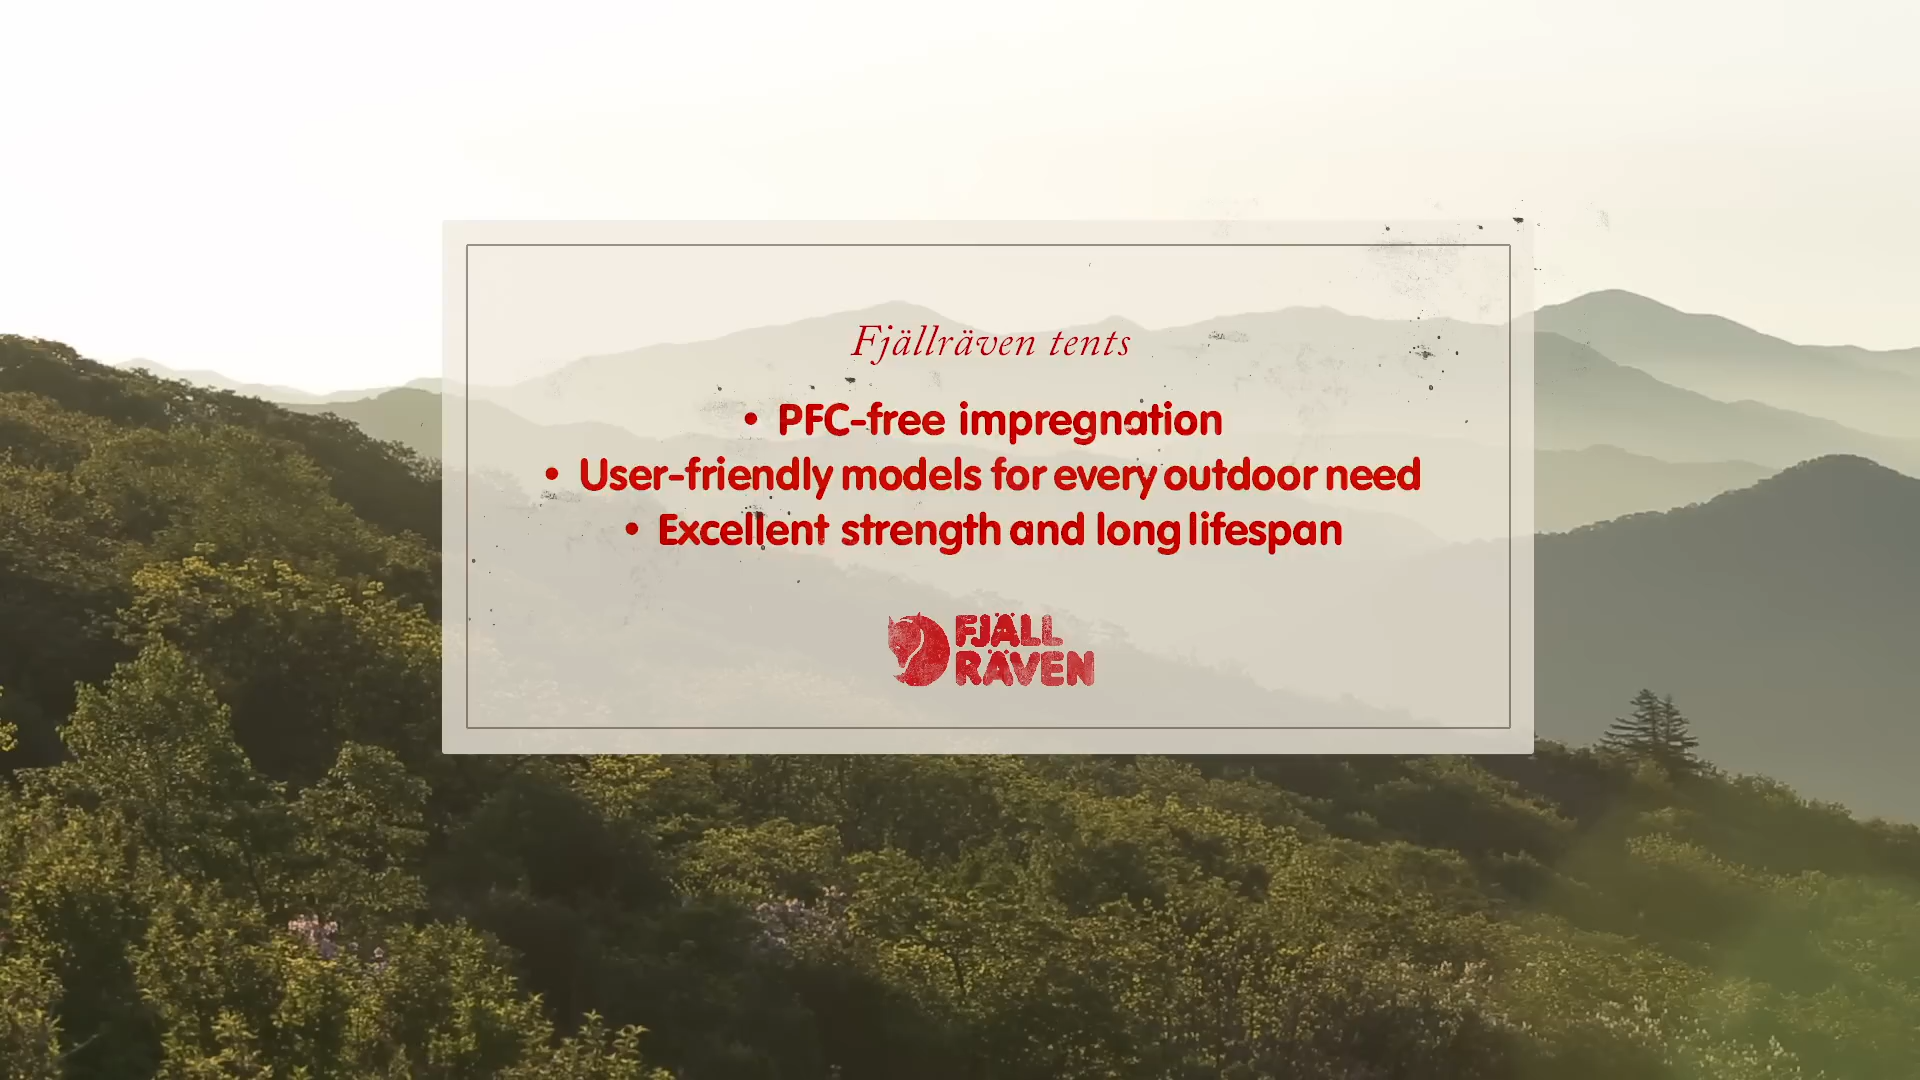 Fjällräven tents
• PFC-free impregnation
• User-friendly models for every outdoor need
• Excellent strength and long lifespan
FJÄLL
RÄVEN